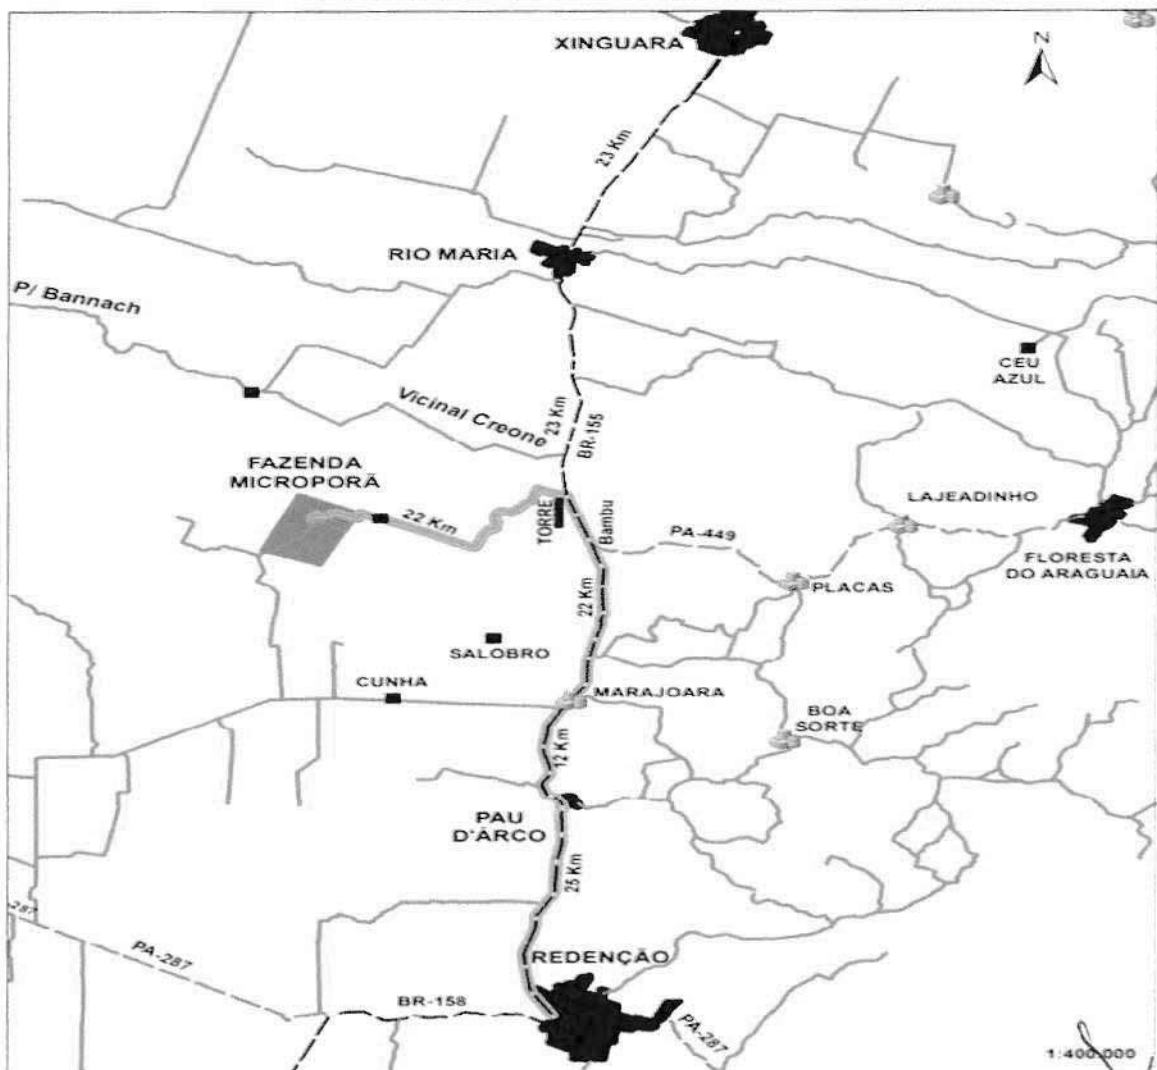 XINGUARA
N
23 Km
RIO MARIA
P/ Bannach
CEU
AZUL
Vicinal Creone
23 Km
BR-155
FAZENDA
MICROPORÃ
22 Km
TORRE
Bambu
LAJEADINHO
PA-449
FLORESTA
DO ARAGUAIA
PLACAS
22 Km
SALOBRO
CUNHA
MARAJOARA
BOA
SORTE
12 Km
PAU
D'ÁRCO
25 Km
287
PA-287
REDENÇÃO
BR-158
PA-287
1:400.000